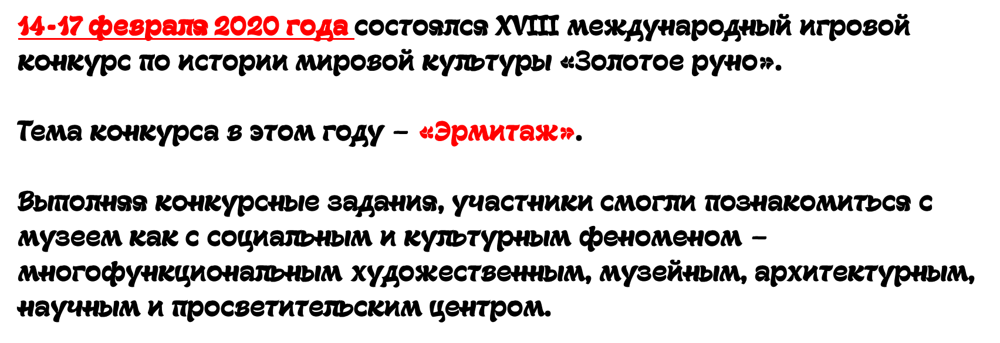 14-17 февраля 2020 года состоялся XVIII международный игровой
конкурс по истории мировой культуры «Золотое руно».
Тема конкурса в этом году – «Эрмитаж».
Выполняя конкурсные задания, участники смогли познакомиться с
музеем как с социальным и культурным феноменом –
многофункциональным художественным, музейным, архитектурным,
научным и просветительским центром.